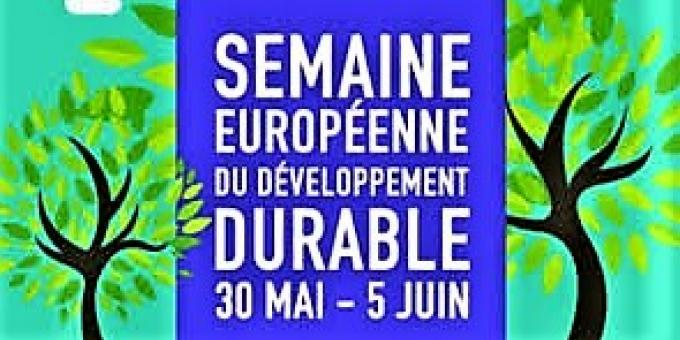 SEMAINE
EUROPÉENNE
DU DÉVELOPPEMENT
DURABLE
30 MAI – 5 JUIN